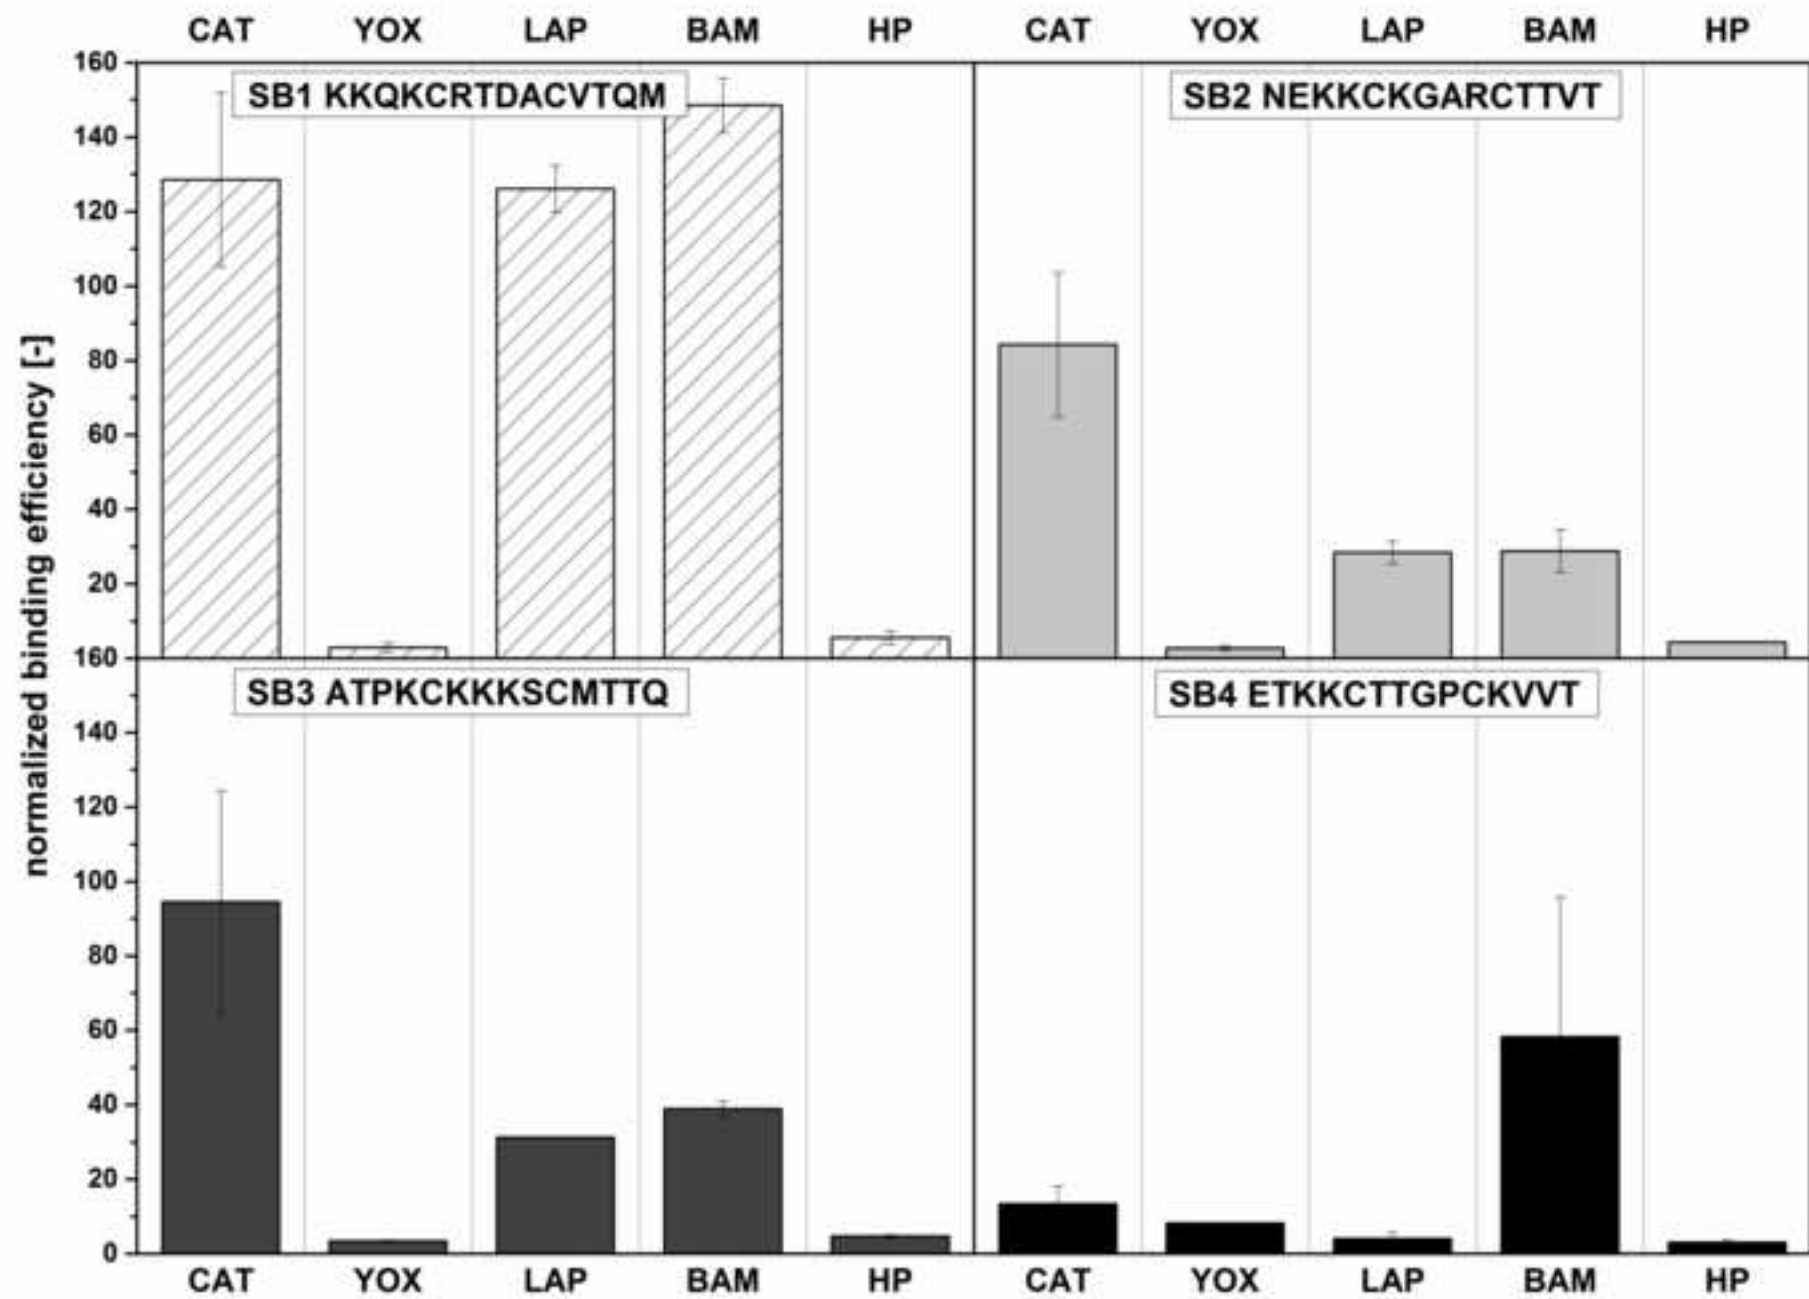 CAT YOX LAP BAM HP CAT YOX LAP BAM HP
160
SB1 KKQKCRTDACVTQM
SB2 NEKKCKGARCTTVT
140
120
100
80
60
40
20
normalized binding efficiency [-]
160
SB3 ATPKCKKKSCMTTQ
SB4 ETKKCTTGPCKVVT
140
120
100
80
60
40
20
0
CAT YOX LAP BAM HP CAT YOX LAP BAM HP